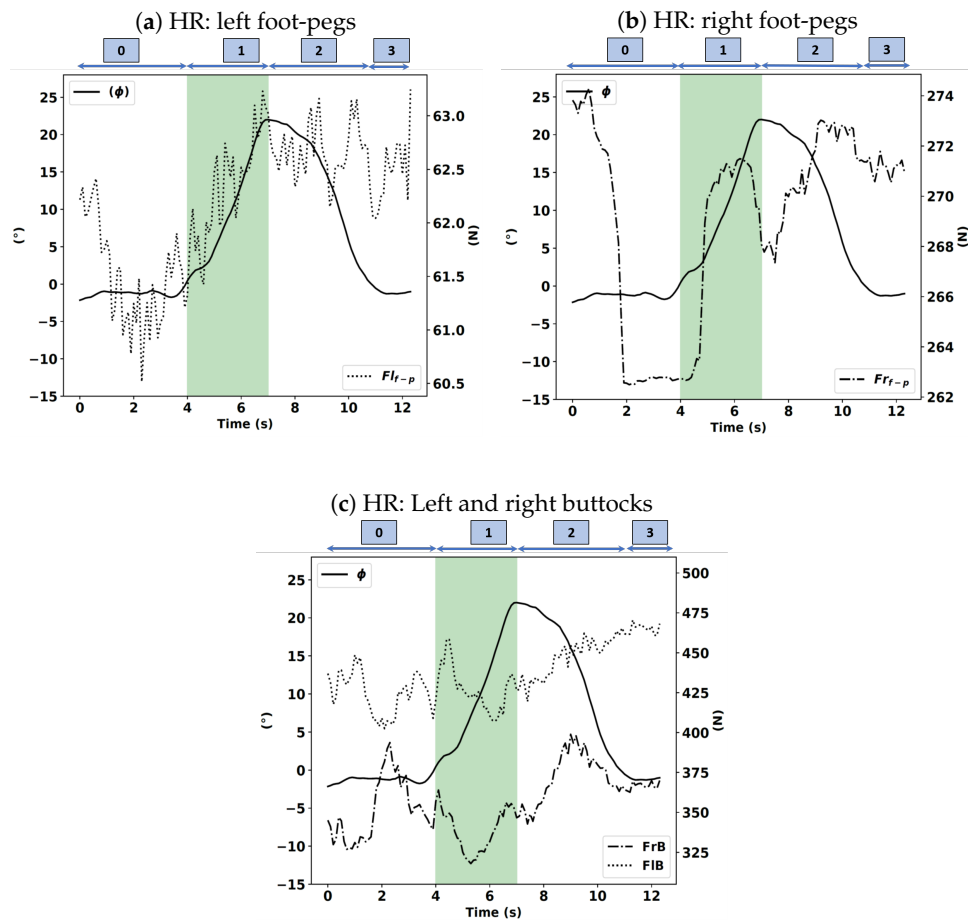 (a) HR: left foot-pegs
0 1 2 3
25
20
15
10
5
0
−5
−10
−15
(°)
(ϕ)
Fl f−p
63.0
62.5
62.0
61.5
61.0
60.5
(N)
0 2 4 6 8 10 12
Time (s)
(b) HR: right foot-pegs
0 1 2 3
25
20
15
10
5
0
−5
−10
−15
(°)
ϕ
Fr f−p
274
272
270
268
266
264
262
(N)
0 2 4 6 8 10 12
Time (s)
(c) HR: Left and right buttocks
0 1 2 3
25
20
15
10
5
0
−5
−10
−15
(°)
ϕ
FrB
FlB
500
475
450
425
400
375
350
325
(N)
0 2 4 6 8 10 12
Time (s)